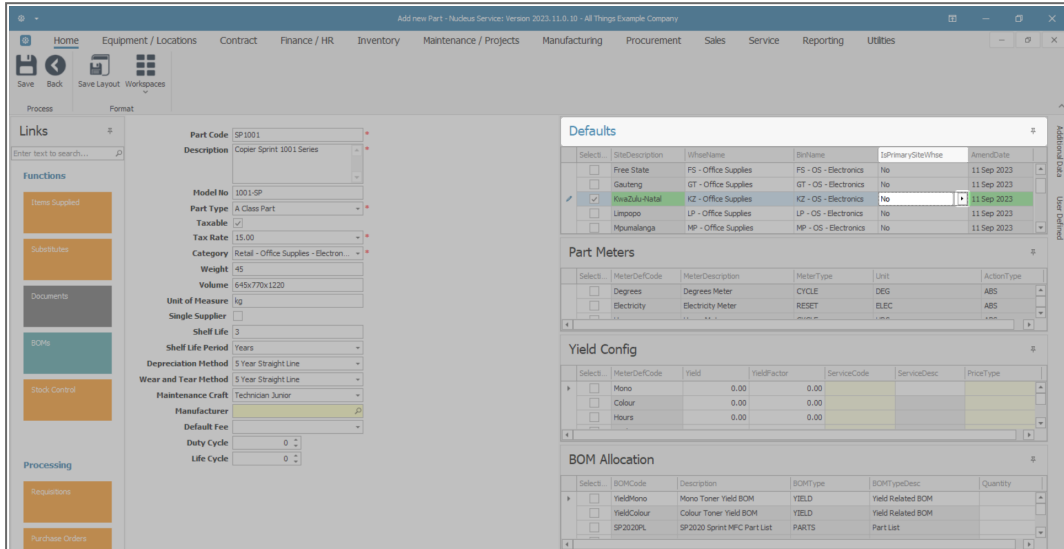 Add new Part - Nucleus Service: Version 2023.11.0.10 - All Things Example Company
Home Equipment / Locations Contract Finance / HR Inventory Maintenance / Projects Manufacturing Procurement Sales Service Reporting Utilities
Save Back Save Layout Workspaces
Process Format
Links
Enter text to search...
Functions
Items Supplied
Substitutes
Documents
BOMs
Stock Control
Processing
Requisitions
Purchase Orders
Part Code SP1001 *
Description Copier Sprint 1001 Series *
Model No 1001-SP
Part Type A Class Part *
Taxable
Tax Rate 15.00 *
Category Retail - Office Supplies - Electron... *
Weight 45
Volume 645x770x1220
Unit of Measure kg
Single Supplier
Shelf Life 3
Shelf Life Period Years
Depreciation Method 5 Year Straight Line
Wear and Tear Method 5 Year Straight Line
Maintenance Craft Technician Junior
Manufacturer
Default Fee
Duty Cycle 0
Life Cycle 0
Defaults
Selecti... SiteDescription WhseName BinName IsPrimarySiteWhse AmendDate
Free State FS - Office Supplies FS - OS - Electronics No 11 Sep 2023
Gauteng GT - Office Supplies GT - OS - Electronics No 11 Sep 2023
KwaZulu-Natal KZ - Office Supplies KZ - OS - Electronics No 11 Sep 2023
Limpopo LP - Office Supplies LP - OS - Electronics No 11 Sep 2023
Mpumalanga MP - Office Supplies MP - OS - Electronics No 11 Sep 2023
Part Meters
Selecti... MeterDefCode MeterDescription MeterType Unit ActionType
Degrees Degrees Meter CYCLE DEG ABS
Electricity Electricity Meter RESET ELEC ABS
Yield Config
Selecti... MeterDefCode Yield YieldFactor ServiceCode ServiceDesc PriceType
Mono 0.00 0.00
Colour 0.00 0.00
Hours 0.00 0.00
BOM Allocation
Selecti... BOMCode Description BOMType BOMTypeDesc Quantity
YieldMono Mono Toner Yield BOM YIELD Yield Related BOM
YieldColour Colour Toner Yield BOM YIELD Yield Related BOM
SP2020PL SP2020 Sprint MFC Part List PARTS Part List
Additional Data
User Defined